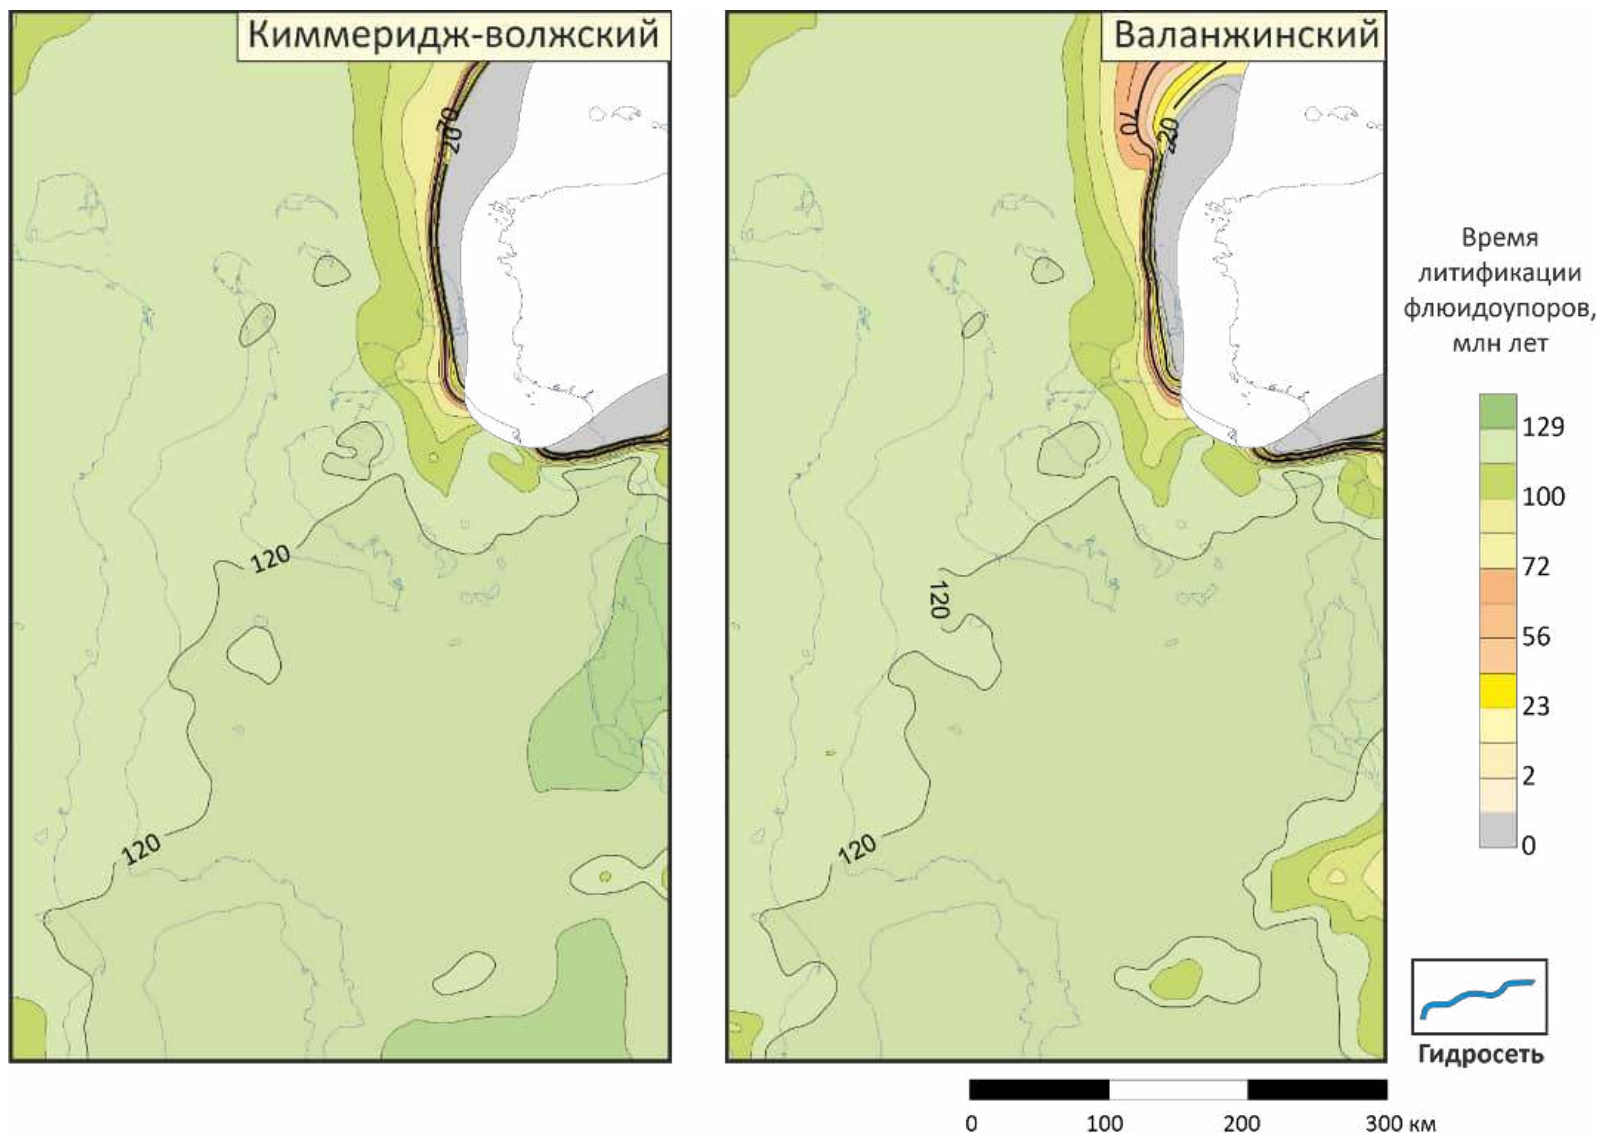 Киммеридж-волжский
70
20
120
120
Валанжинский
70
20
120
120
Время
литификации
флюидоупоров,
млн лет
129
100
72
56
23
2
0
Гидросеть
0 100 200 300 км